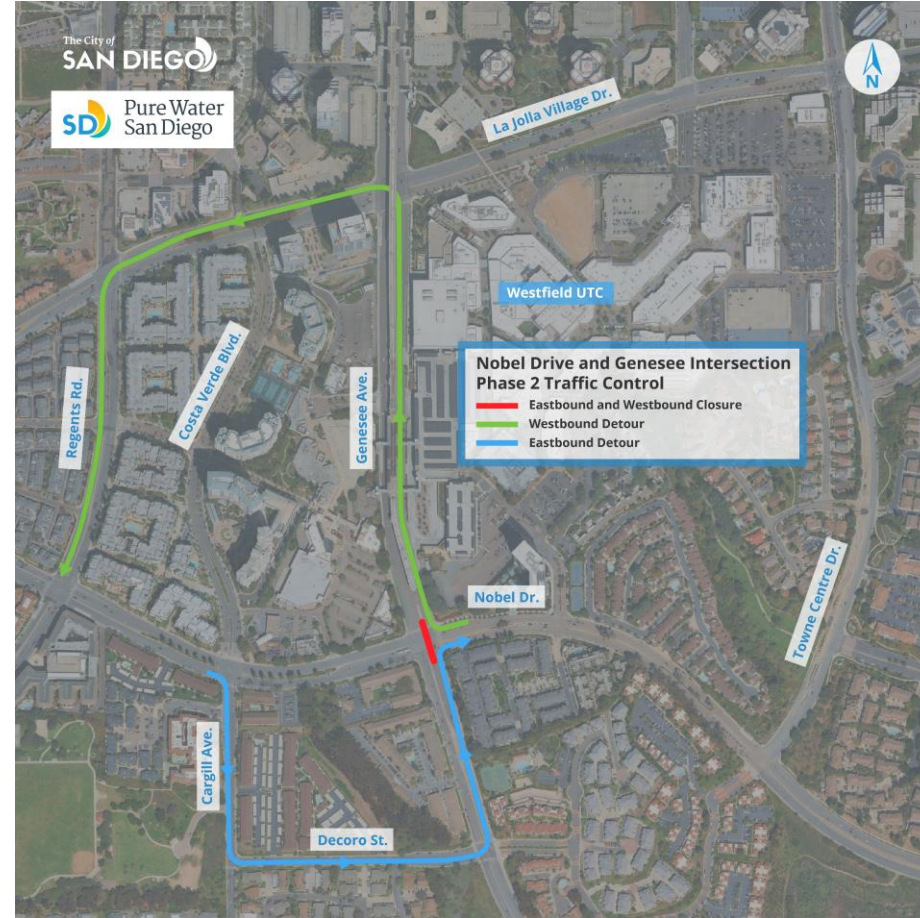 The City of
SAN DIEGO
SD
Pure Water
San Diego
N
La Jolla Village Dr.
Westfield UTC
Nobel Drive and Genesee Intersection
Phase 2 Traffic Control
Eastbound and Westbound Closure
Westbound Detour
Eastbound Detour
Costa Verde Blvd.
Regents Rd.
Genesee Ave.
Nobel Dr.
Towne Centre Dr.
Cargill Ave.
Decoro St.